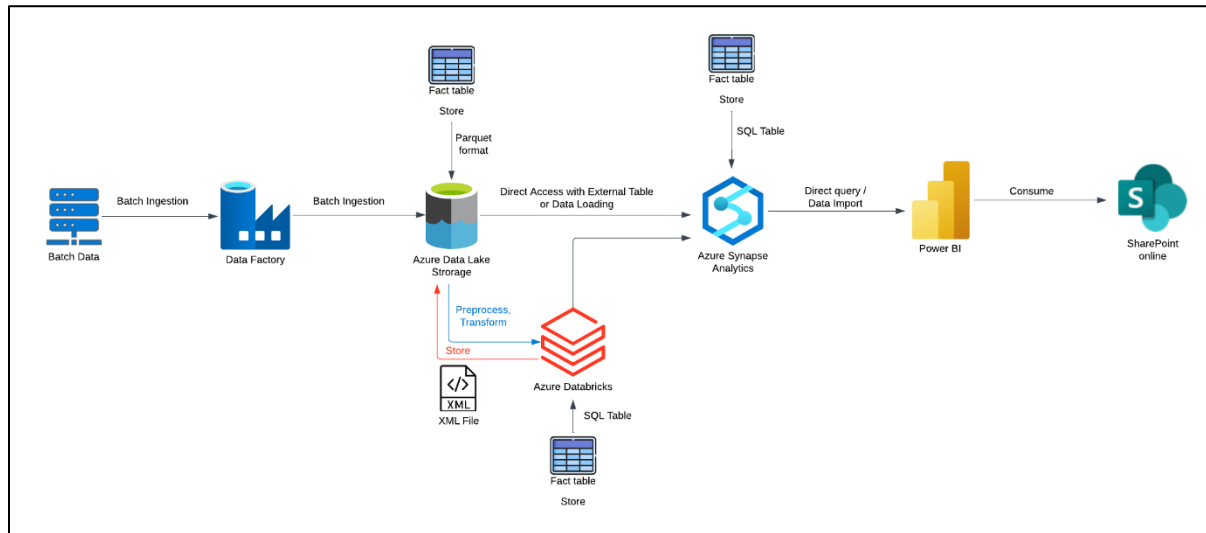 Fact table
Store
Parquet
format
Fact table
Store
SQL Table
Batch Data
Batch Ingestion
Data Factory
Batch Ingestion
Azure Data Lake
Strorage
Direct Access with External Table
or Data Loading
Azure Synapse
Analytics
Direct query /
Data Import
Power BI
Consume
S
SharePoint
online
Preprocess,
Transform
Store
</>
XML
XML File
Azure Databricks
SQL Table
Fact table
Store